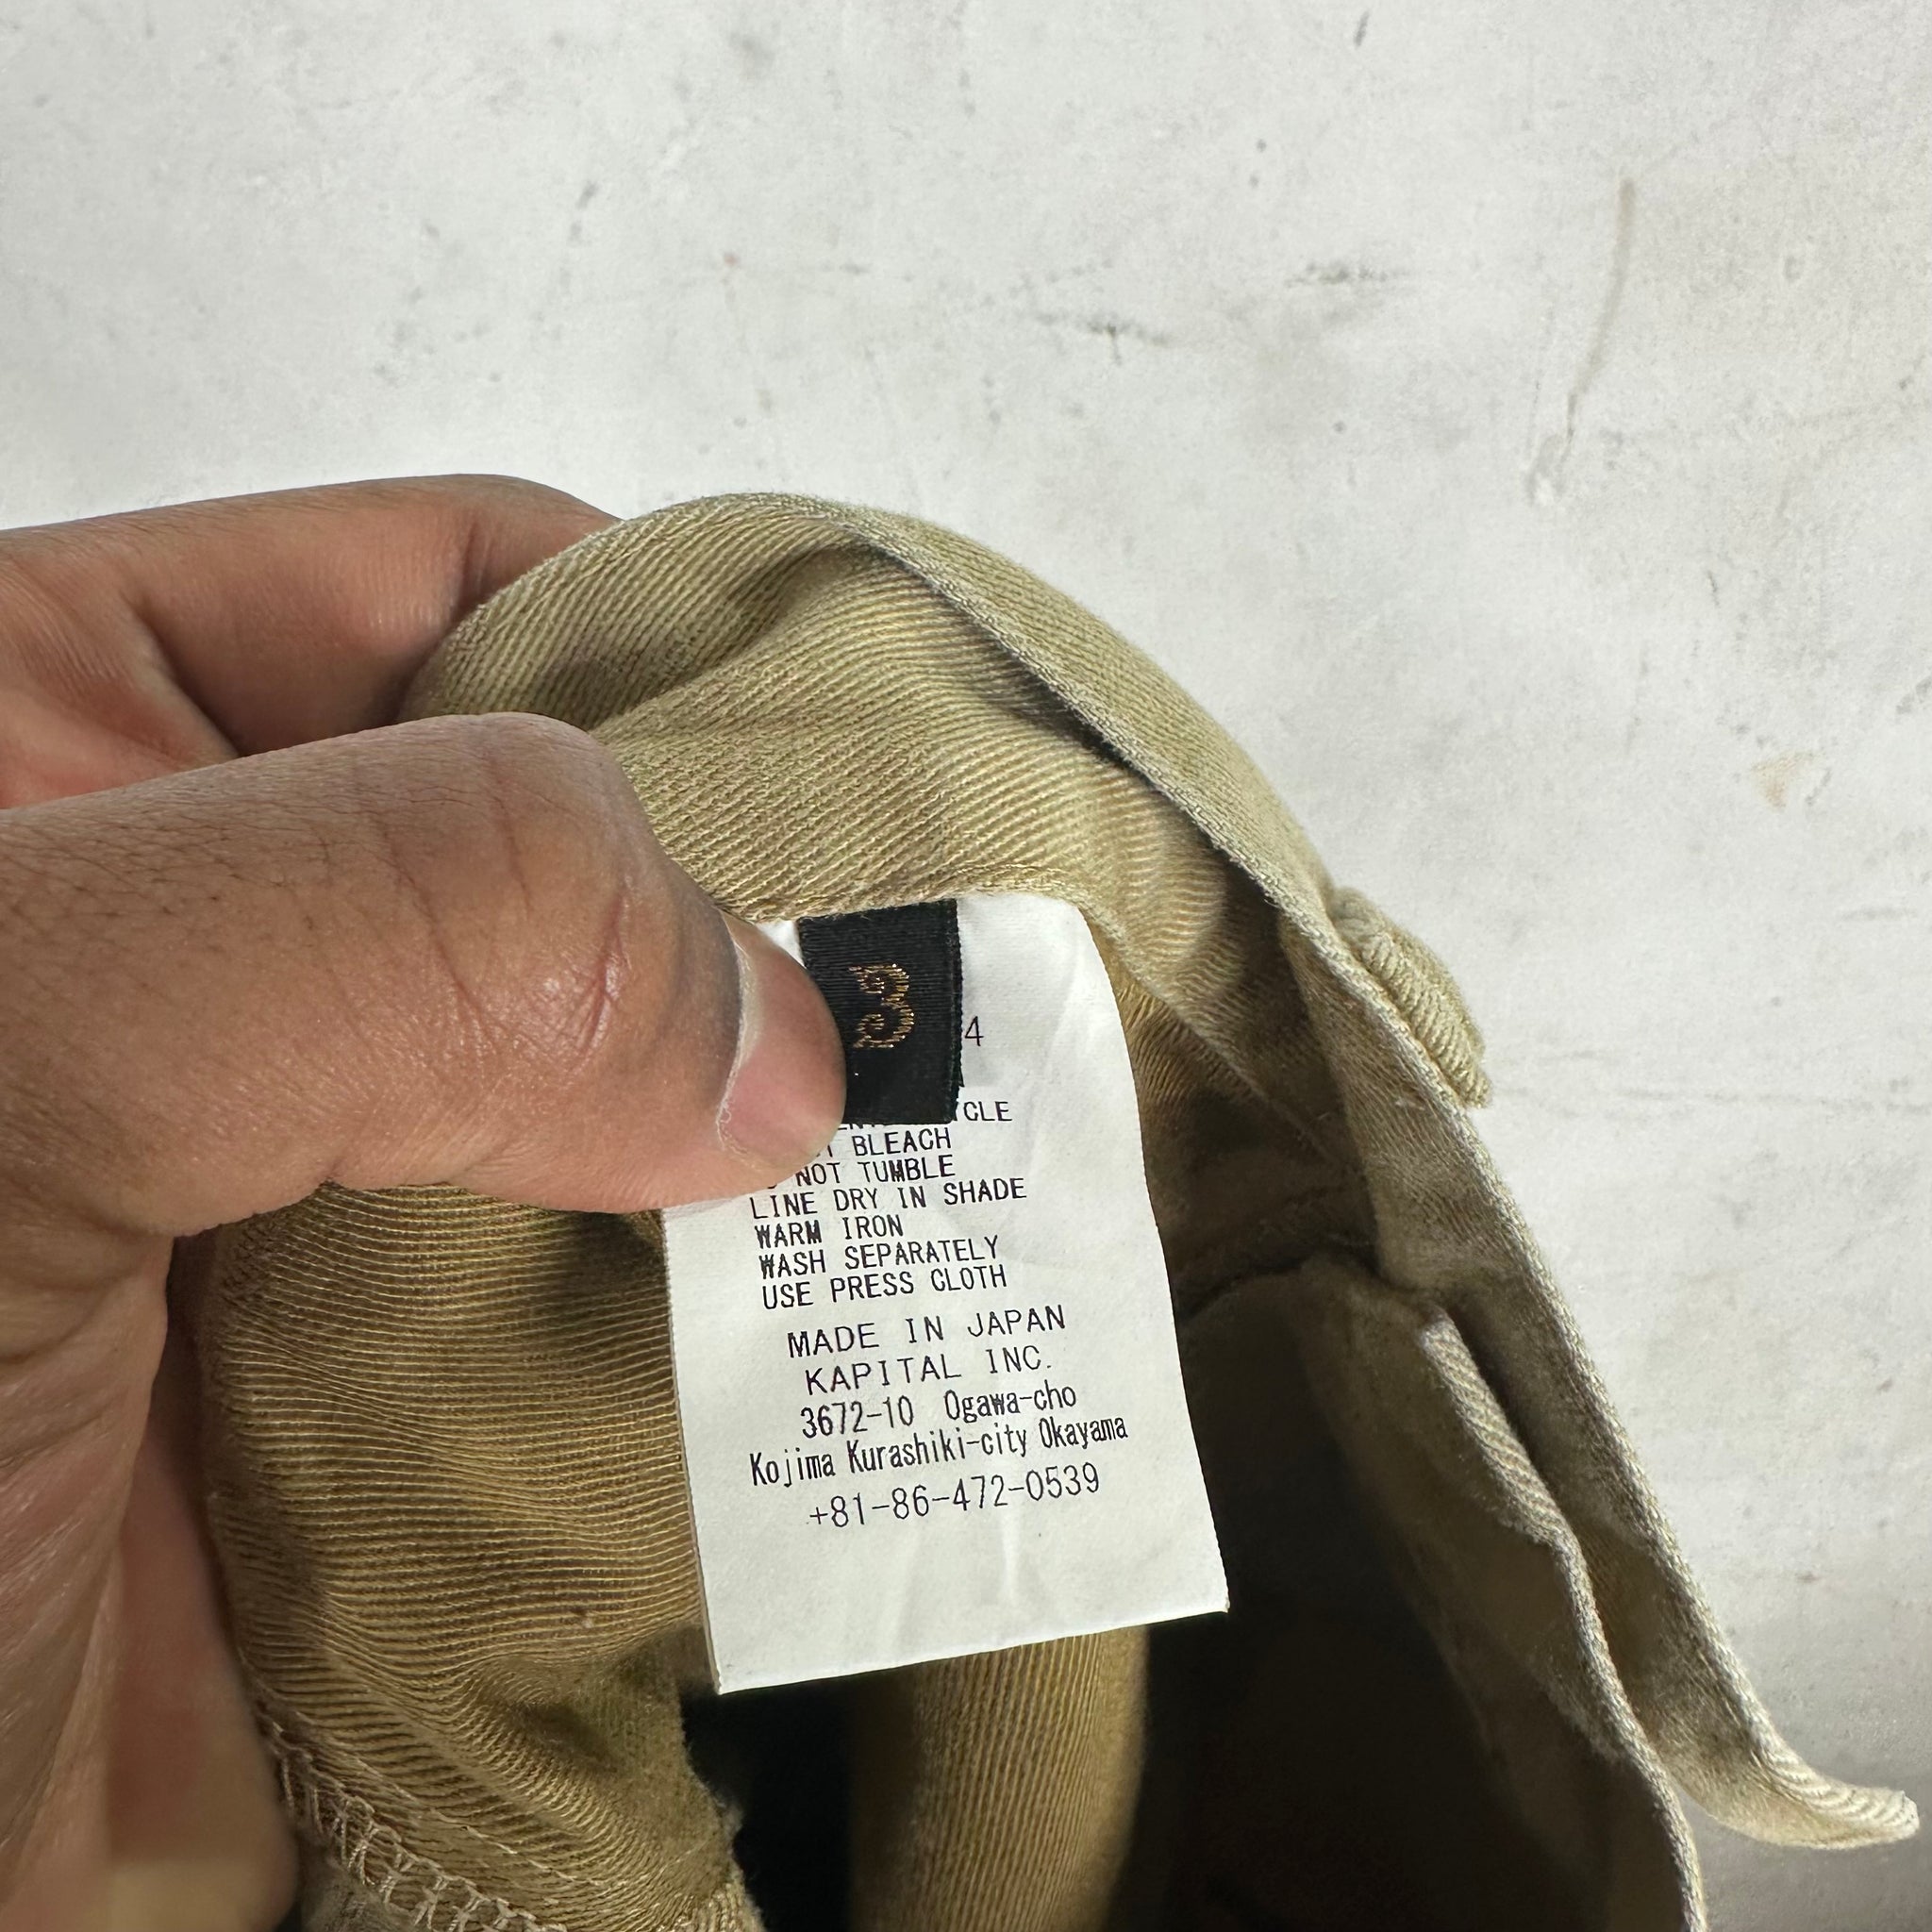 3
4
BLEACH
NOT TUMBLE
LINE DRY IN SHADE
WARM IRON
WASH SEPARATELY
USE PRESS CLOTH
MADE IN JAPAN
KAPITAL INC.
3672-10 Ogawa-cho
Kojima Kurashiki-city Okayama
+81-86-472-0539